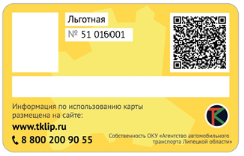 Льготная
№ 51 016001
Информация по использованию карты
размещена на сайте:
www.tklip.ru
8 800 200 90 55
Собственность ОКУ «Агентство автомобильного
транспорта Липецкой области»